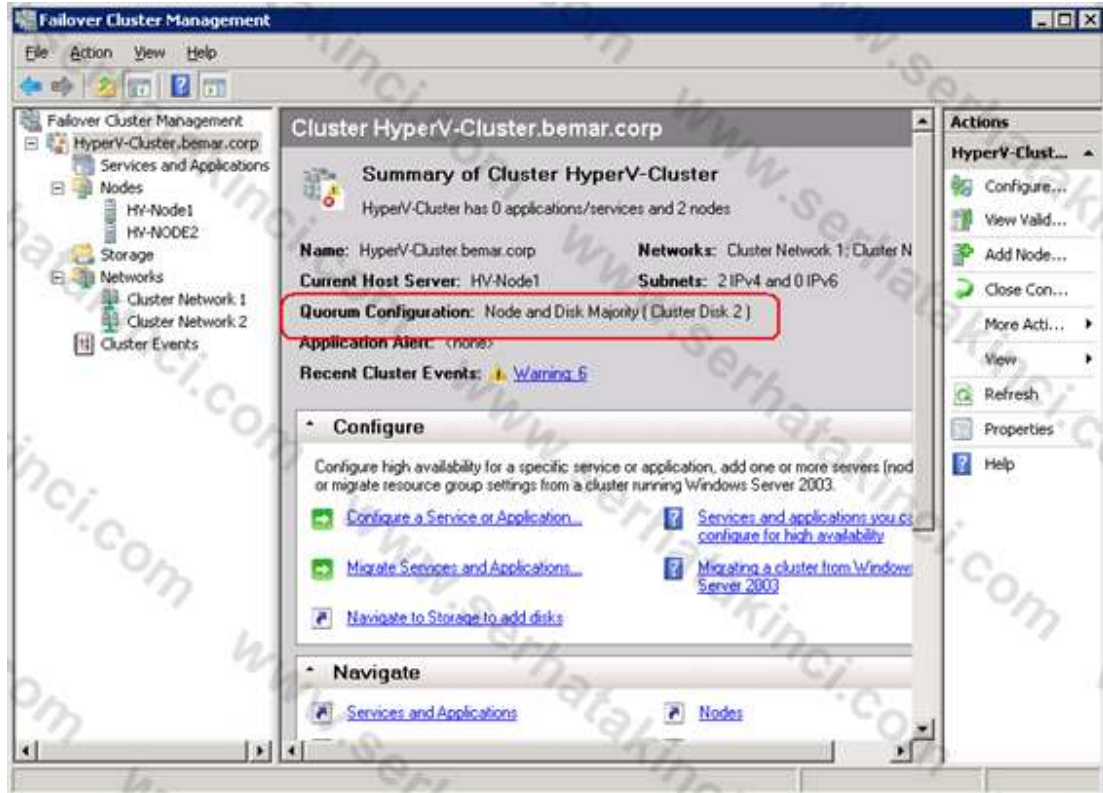 Failover Cluster Management
File Action View Help
Failover Cluster Management
HyperV-Cluster.bemar.corp
Services and Applications
Nodes
HV-Node1
HV-NODE2
Storage
Networks
Cluster Network 1
Cluster Network 2
Cluster Events
Cluster HyperV-Cluster.bemar.corp
Summary of Cluster HyperV-Cluster
HyperV-Cluster has 0 applications/services and 2 nodes
Name: HyperV-Cluster.bemar.corp Networks: Cluster Network 1; Cluster N
Current Host Server: HV-Node1 Subnets: 2 IPv4 and 0 IPv6
Quorum Configuration: Node and Disk Majority ( Cluster Disk 2 )
Application Alert: <none>
Recent Cluster Events: Warning: 6
Configure
Configure high availability for a specific service or application, add one or more servers (nod
or migrate resource group settings from a cluster running Windows Server 2003.
Configure a Service or Application... Services and applications you ca
configure for high availability
Migrate Services and Applications... Migrating a cluster from Windows
Server 2003
Navigate to Storage to add disks
Navigate
Services and Applications Nodes
Actions
HyperV-Clust...
Configure...
View Valid...
Add Node...
Close Con...
More Acti...
View
Refresh
Properties
Help
www.serhatakinci.com